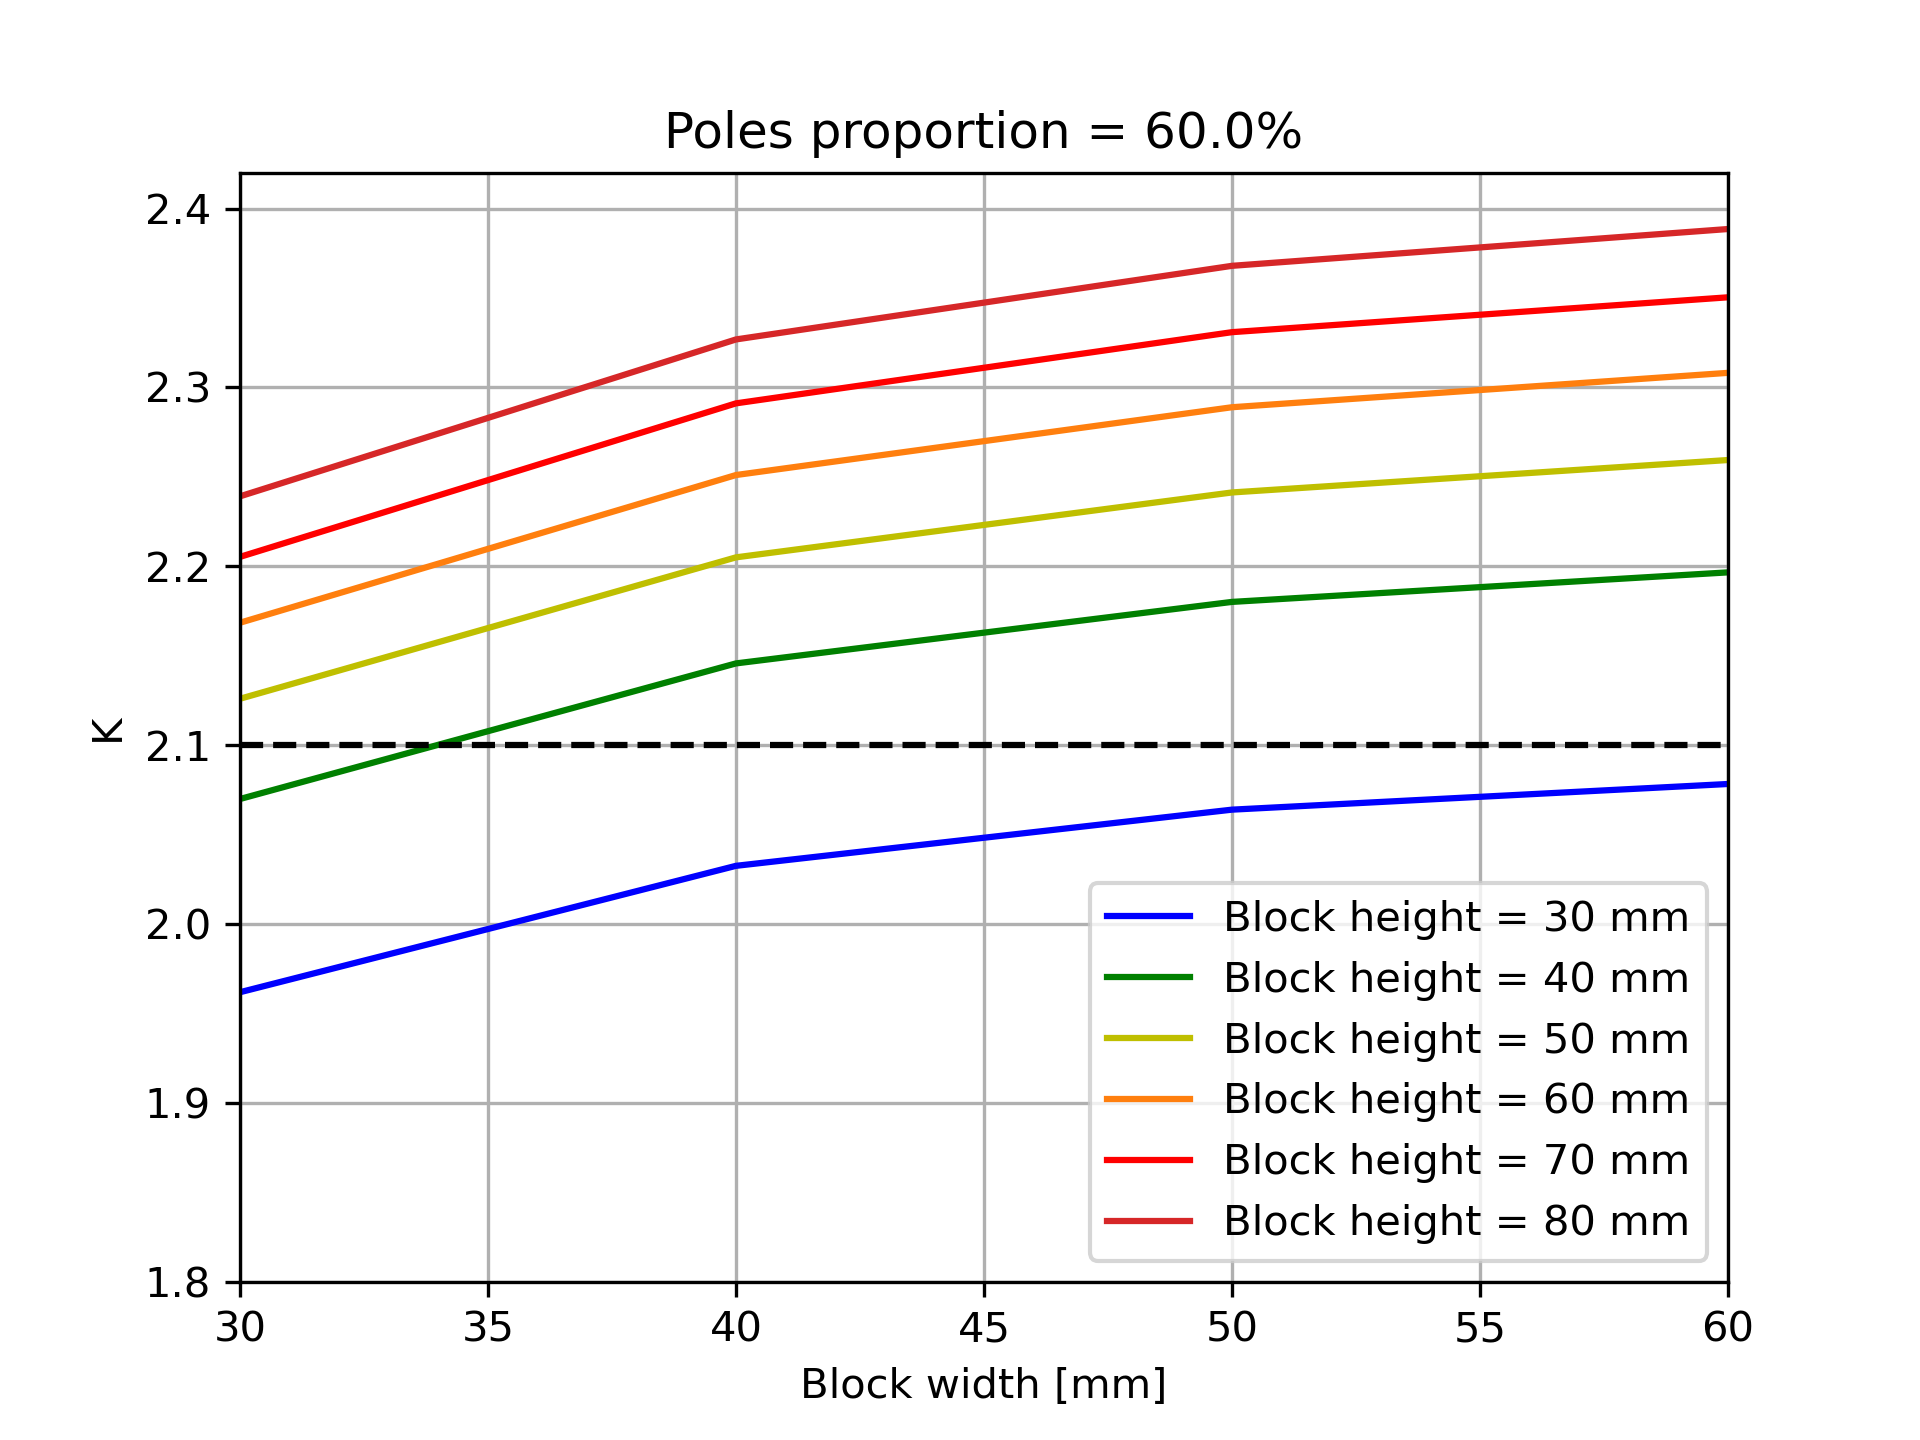 Poles proportion = 60.0%
2.4
2.3
2.2
2.1
2.0
1.9
1.8
K
30 35 40 45 50 55 60
Block width [mm]
Block height = 30 mm
Block height = 40 mm
Block height = 50 mm
Block height = 60 mm
Block height = 70 mm
Block height = 80 mm